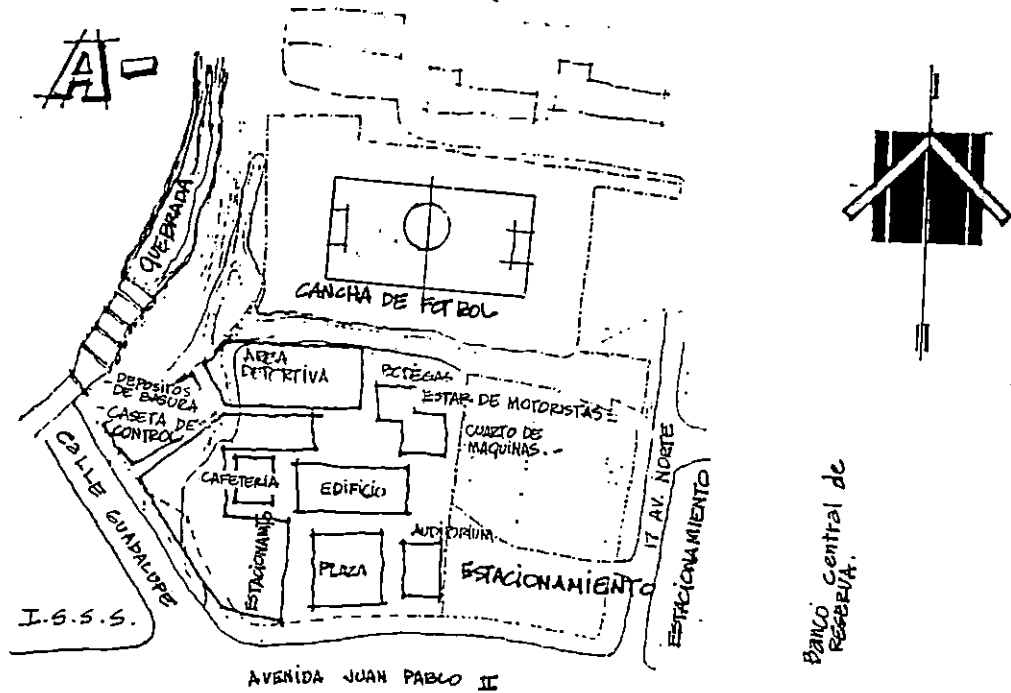 A-
QUEBRADA
CANCHA DE FUTBOL
AREA
DEPORTIVA
BODEGAS
ESTAR DE MOTORISTAS
CUARTO DE
MAQUINAS
DEPOSITOS
DE BASURA
CASETA DE
CONTROL
CALLE GUADALUPE
CAFETERIA
EDIFICIO
ESTACIONAMTO
PLAZA
AUDITORIUM
ESTACIONAMIENTO
17 AV. NORTE
ESTACIONAMIENTO
I.S.S.S.
AVENIDA JUAN PABLO II
Banco central de
RESERVA.